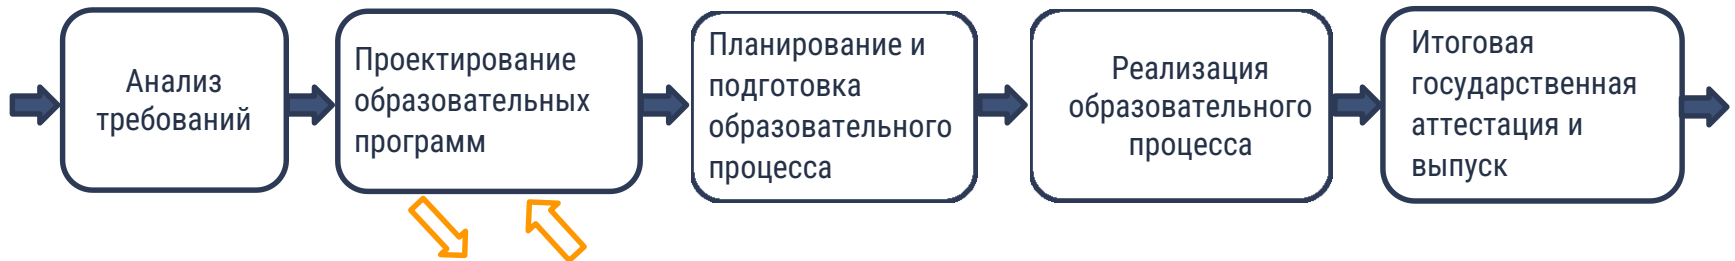 Анализ
требований
Проектирование
образовательных
программ
Планирование и
подготовка
образовательного
процесса
Реализация
образовательного
процесса
Итоговая
государственная
аттестация и
выпуск